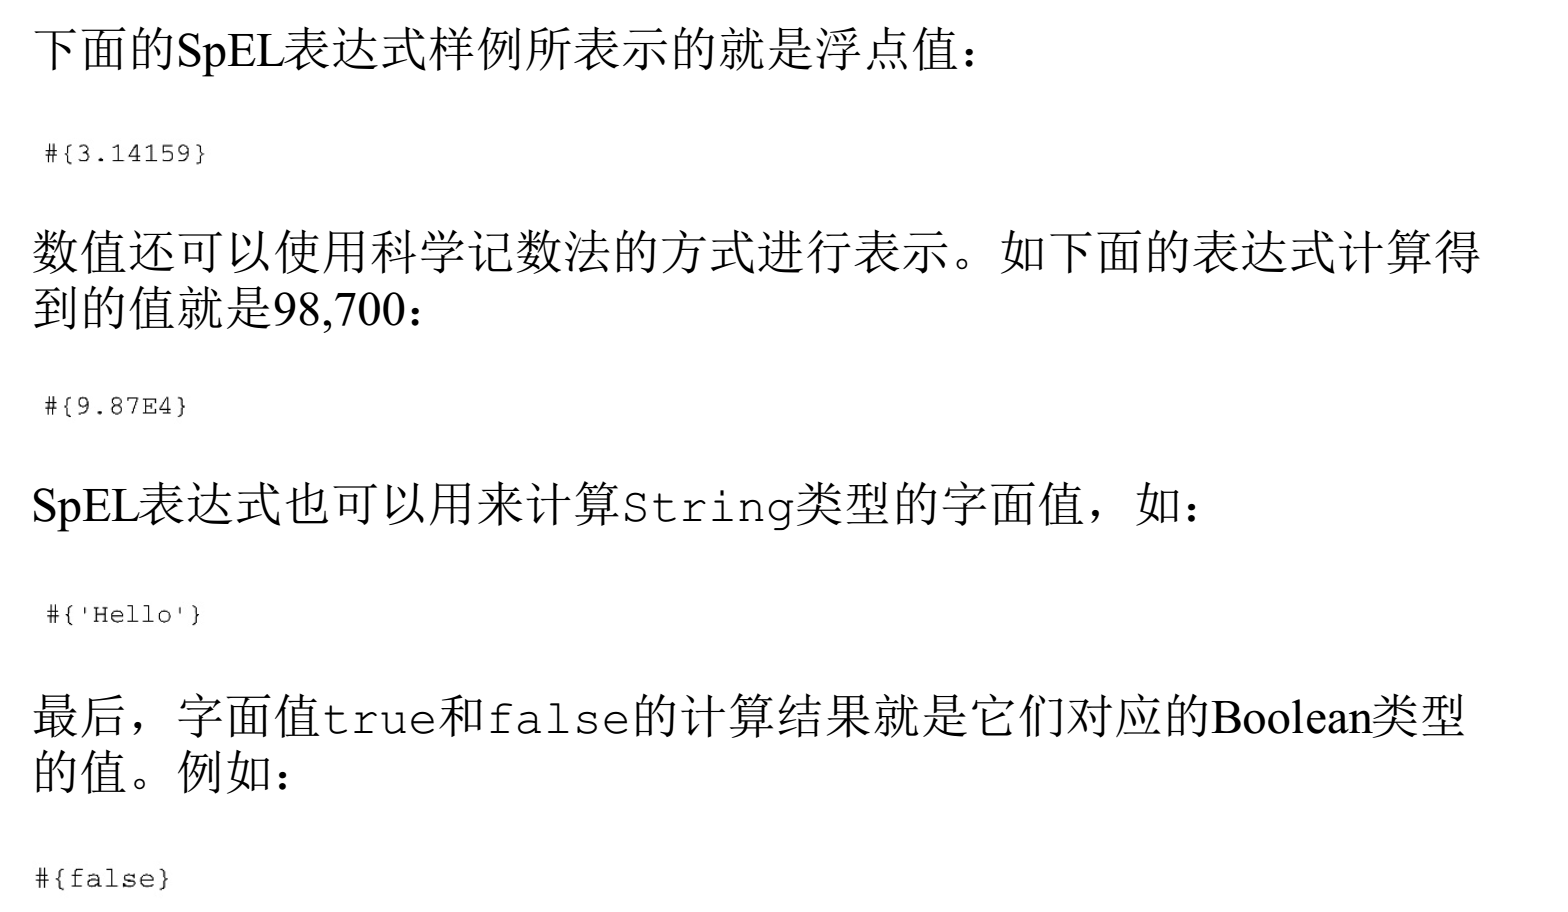 下面的SpEL表达式样例所表示的就是浮点值：
#{3.14159}
数值还可以使用科学记数法的方式进行表示。如下面的表达式计算得
到的值就是98,700：
#{9.87E4}
SpEL表达式也可以用来计算String类型的字面值，如：
#{'Hello'}
最后，字面值true和false的计算结果就是它们对应的Boolean类型
的值。例如：
#{false}